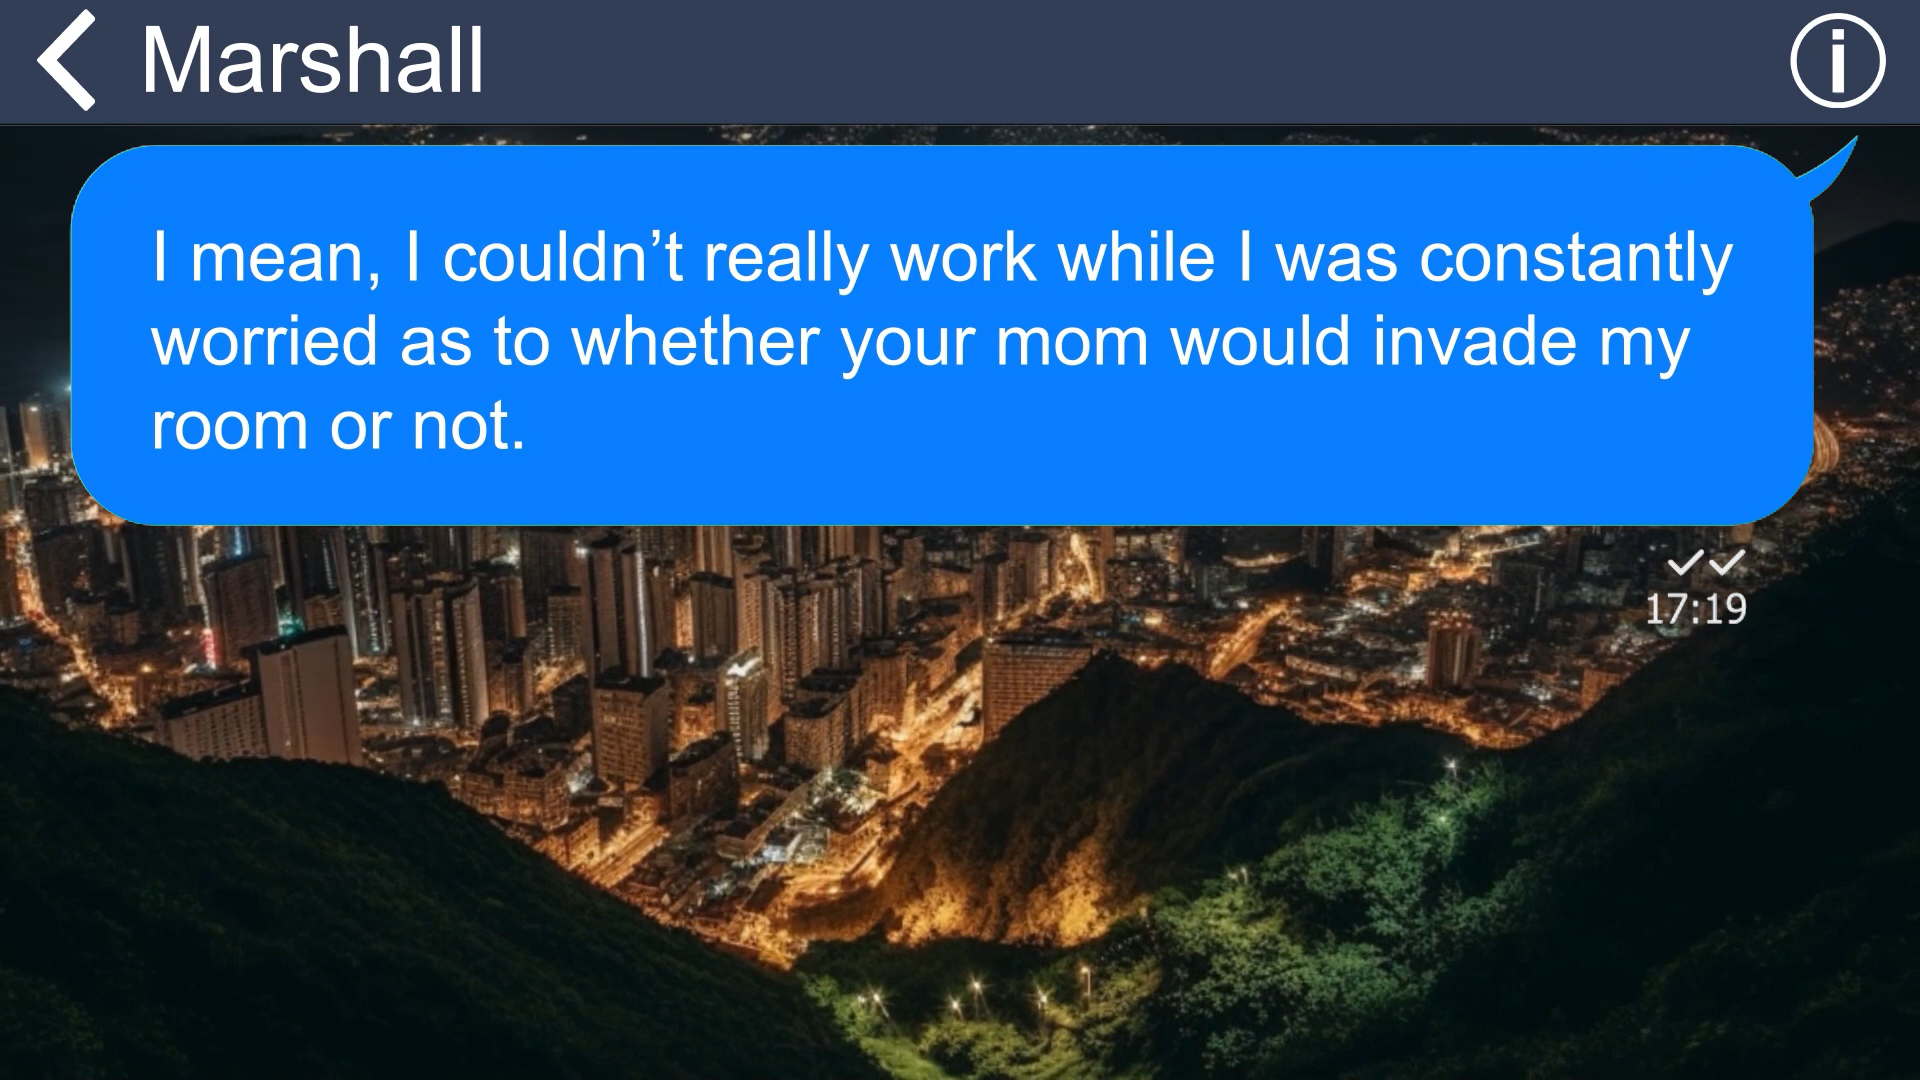 Marshall
I mean, I couldn’t really work while I was constantly
worried as to whether your mom would invade my
room or not.
17:19